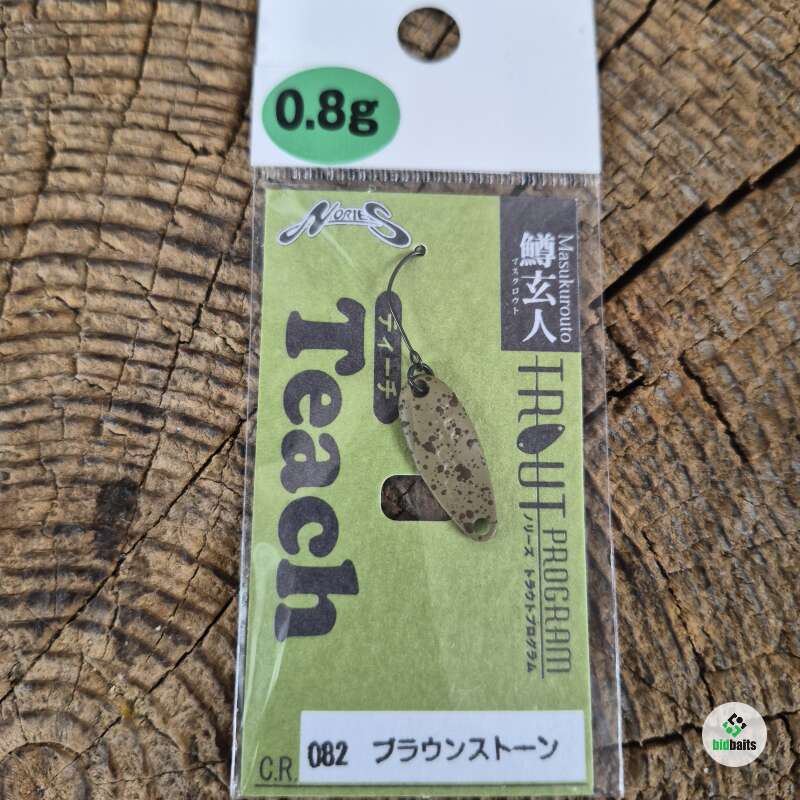 0.8g
NORIES
Masukurouto
鱒玄人
マスクロウト
ティーチ
Teach
TROUT PROGRAM
ノリーズ トラウトプログラム
C.R. 082 ブラウンストーン
bidbaits